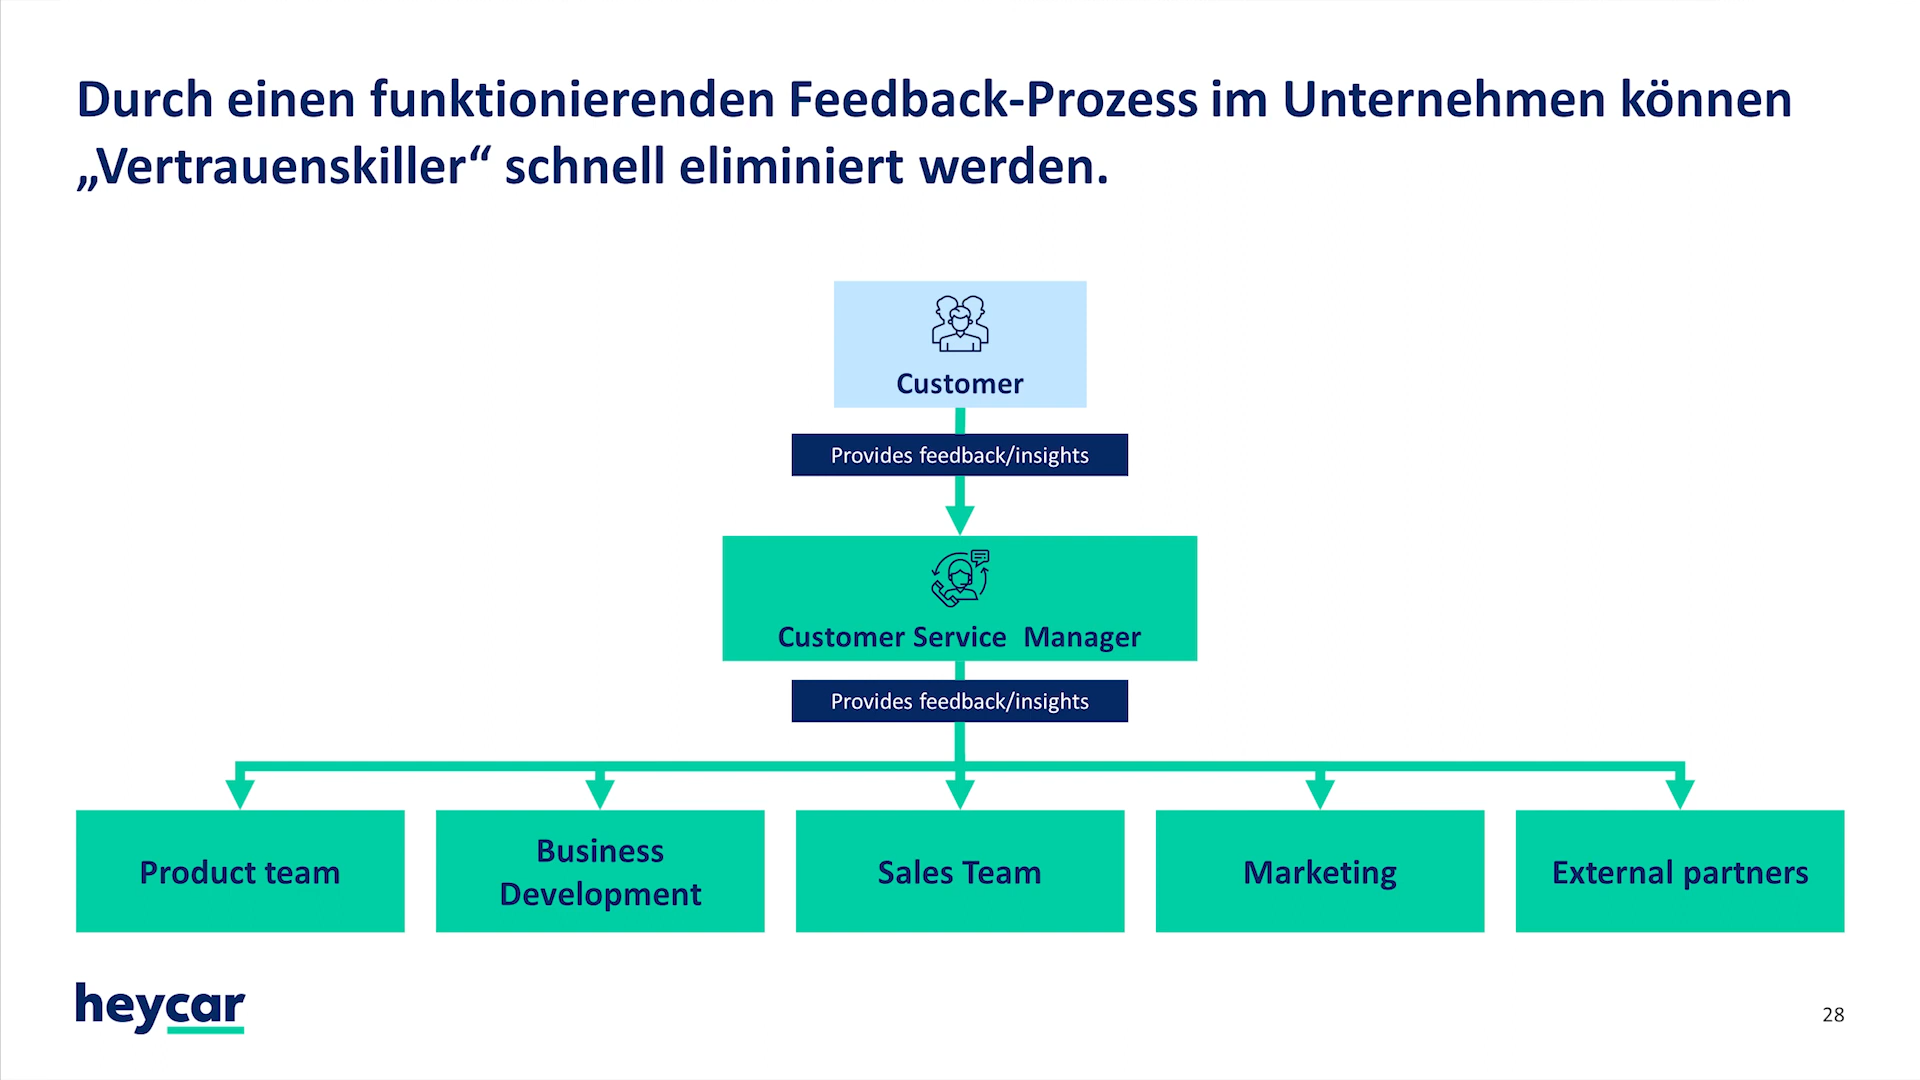 Durch einen funktionierenden Feedback-Prozess im Unternehmen können
„Vertrauenskiller“ schnell eliminiert werden.
Customer
Provides feedback/insights
Customer Service  Manager
Provides feedback/insights
Product team
Business
Development
Sales Team
Marketing
External partners
heycar
28